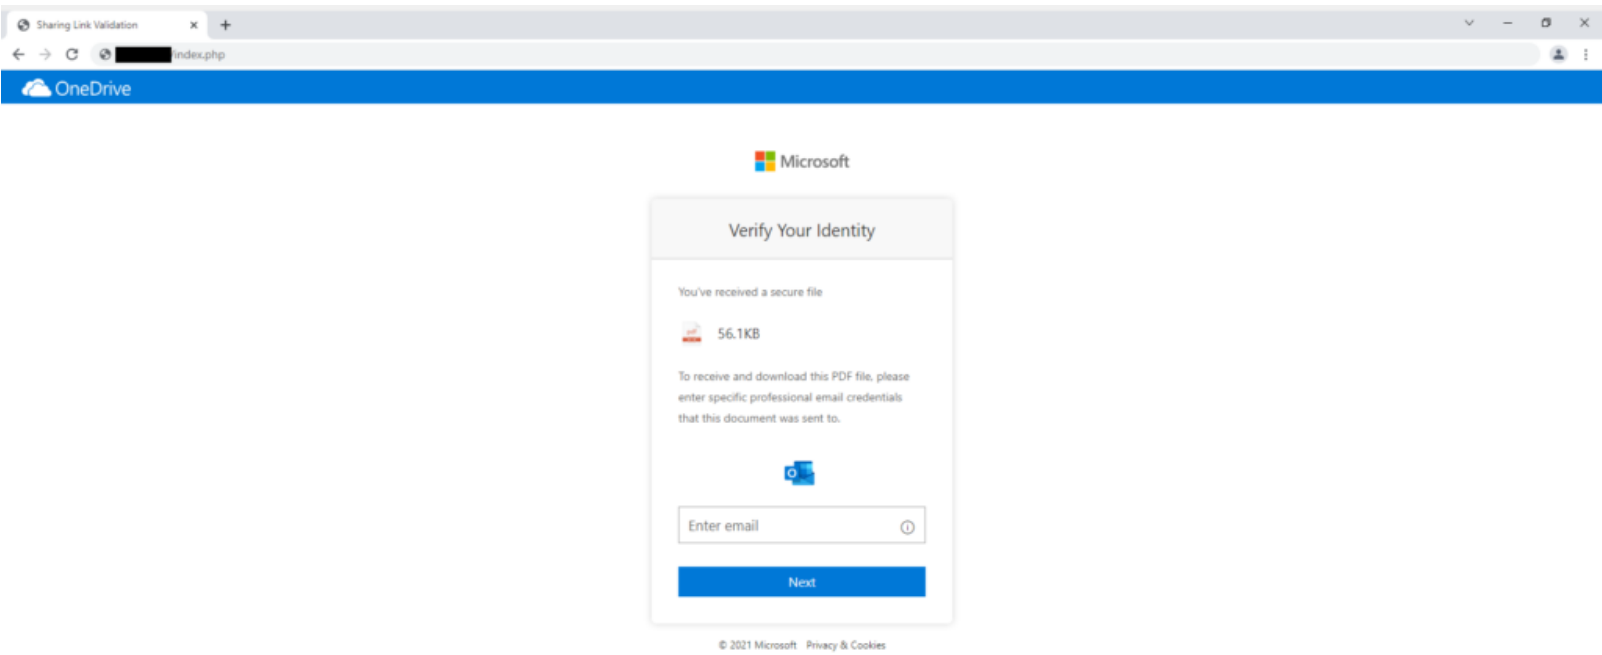 Sharing Link Validation
/index.php
OneDrive
Microsoft
Verify Your Identity
You've received a secure file
56.1KB
To receive and download this PDF file, please
enter specific professional email credentials
that this document was sent to.
Enter email
Next
© 2021 Microsoft Privacy & Cookies